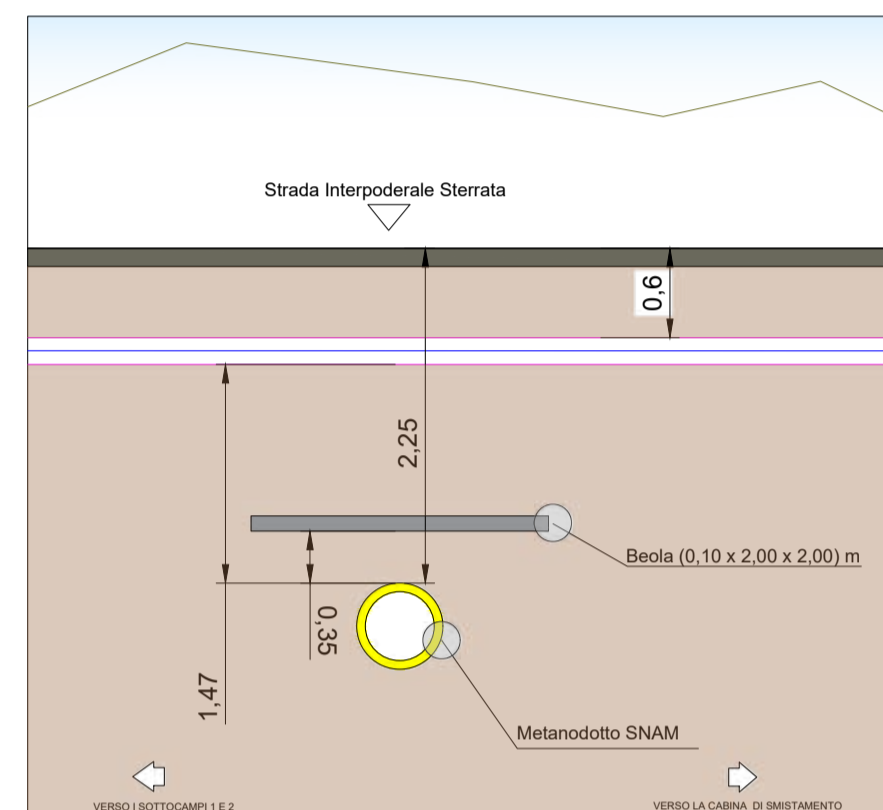 Strada Interpoderale Sterrata
0,6
2,25
Beola (0,10 x 2,00 x 2,00) m
0,35
1,47
Metanodotto SNAM
VERSO I SOTTOCAMPI 1 E 2
VERSO LA CABINA DI SMISTAMENTO